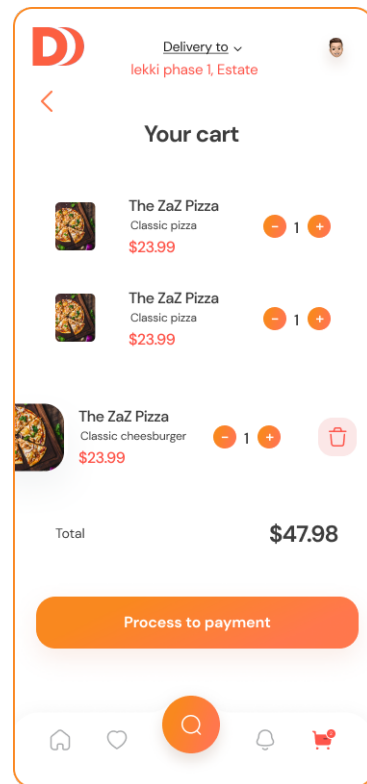 D
Delivery to
lekki phase 1, Estate
Your cart
The ZaZ Pizza
Classic pizza
- 1 +
$23.99
The ZaZ Pizza
Classic pizza
- 1 +
$23.99
The ZaZ Pizza
Classic cheesburger
- 1 +
$23.99
Total
$47.98
Process to payment